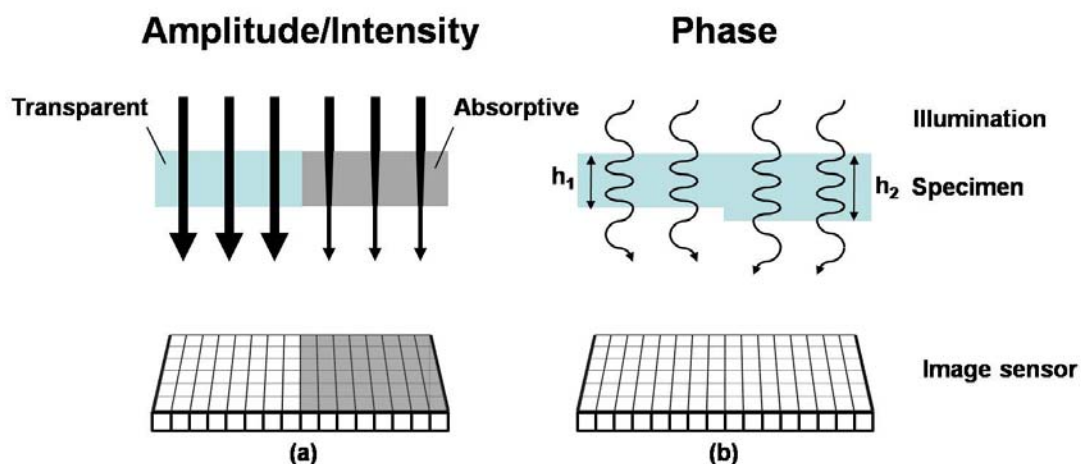 Amplitude/Intensity
Phase
Transparent
Absorptive
Illumination
h₁
h₂
Specimen
Image sensor
(a)
(b)